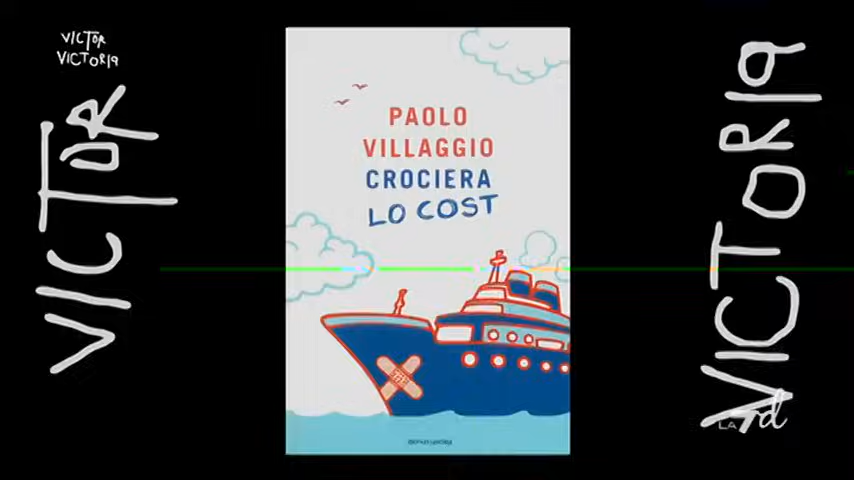 VICTOR
VICTORIA
VICTOR
PAOLO
VILLAGGIO
CROCIERA
LO COST
VICTORIA
LA7d